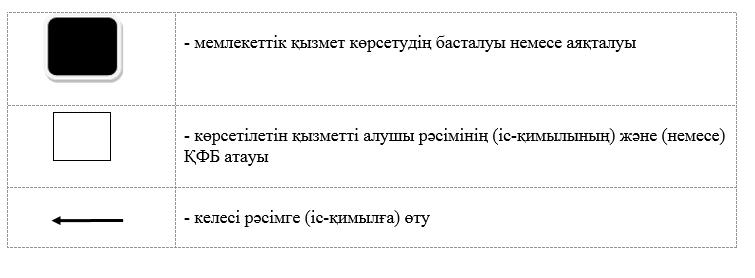 - мемлекеттік қызмет көрсетудің басталуы немесе аяқталуы
- көрсетілетін қызметті алушы рәсімінің (іс-қимылының) және (немесе)
ҚФБ атауы
- келесі рәсімге (іс-қимылға) өту